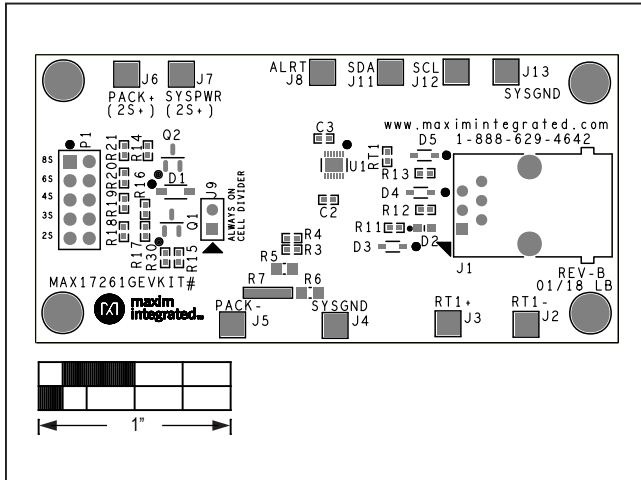 J6
PACK+
(2S+)
J7
SYSPWR
(2S+)
ALRT
J8
SDA
J11
SCL
J12
J13
SYSGND
P1
8S
6S
4S
3S
2S
R21
R14
R20
R16
R19
R18
R17
R30
R15
Q2
D1
Q1
J9
ALWAYS ON
CELL DIVIDER
C3
U1
C2
RT1
www.maximintegrated.com
1-888-629-4642
D5
R13
D4
R12
R11
D2
D3
J1
R4
R3
R5
R7
R6
MAX17261GEVKIT#
maxim
integrated™
PACK-
J5
SYSGND
J4
RT1+
J3
RT1-
J2
REV-B
01/18 LB
1"